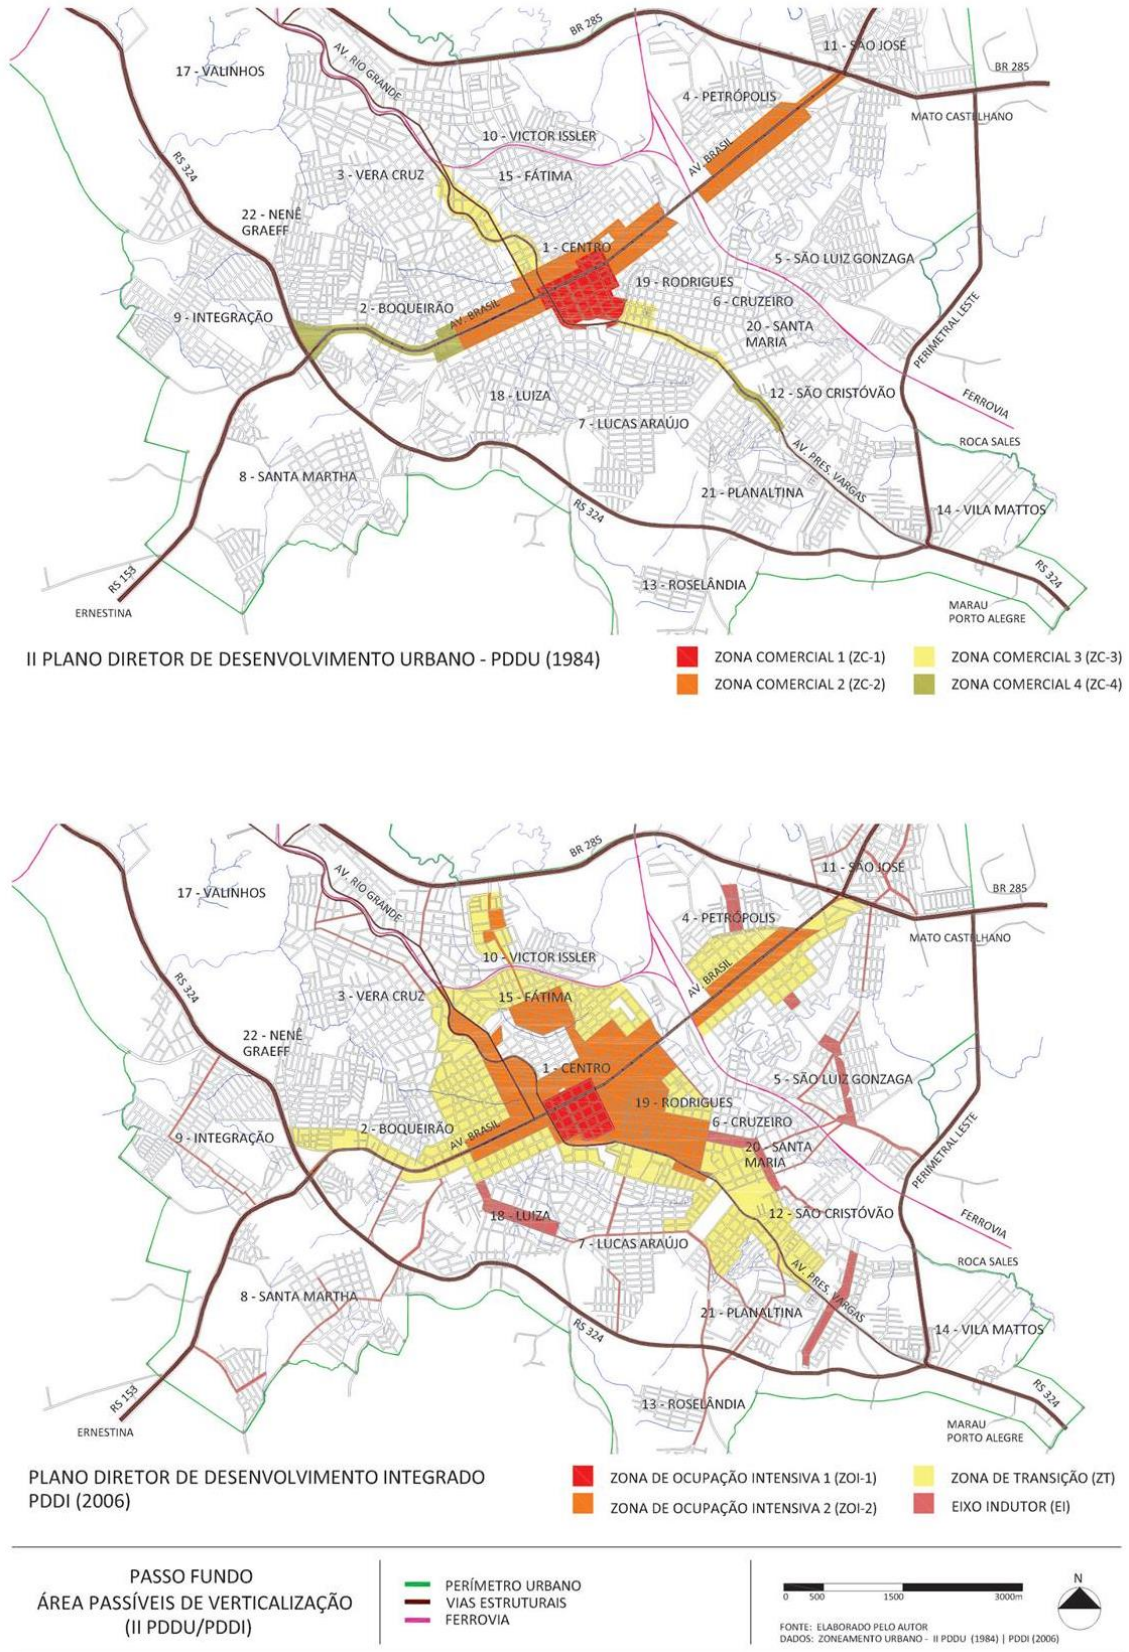 BR 285
11 - SÃO JOSÉ
17 - VALINHOS
AV. RIO GRANDE
BR 285
4 - PETRÓPOLIS
MATO CASTELHANO
10 - VICTOR ISSLER
AV. BRASIL
RS 324
3 - VERA CRUZ
15 - FÁTIMA
22 - NENÊ
GRAEFF
1 - CENTRO
5 - SÃO LUIZ GONZAGA
19 - RODRIGUES
6 - CRUZEIRO
2 - BOQUEIRÃO
AV. BRASIL
9 - INTEGRAÇÃO
20 - SANTA
MARIA
PERIMETRAL LESTE
18 - LUIZA
12 - SÃO CRISTÓVÃO
FERROVIA
7 - LUCAS ARAÚJO
ROCA SALES
8 - SANTA MARTHA
AV. PRES. VARGAS
21 - PLANALTINA
RS 324
14 - VILA MATTOS
RS 153
13 - ROSELÂNDIA
RS 324
ERNESTINA
MARAU
PORTO ALEGRE
II PLANO DIRETOR DE DESENVOLVIMENTO URBANO - PDDU (1984)
ZONA COMERCIAL 1 (ZC-1)
ZONA COMERCIAL 3 (ZC-3)
ZONA COMERCIAL 2 (ZC-2)
ZONA COMERCIAL 4 (ZC-4)
BR 285
11 - SÃO JOSÉ
17 - VALINHOS
AV. RIO GRANDE
BR 285
4 - PETRÓPOLIS
MATO CASTELHANO
10 - VICTOR ISSLER
AV. BRASIL
RS 324
3 - VERA CRUZ
15 - FÁTIMA
22 - NENÊ
GRAEFF
1 - CENTRO
5 - SÃO LUIZ GONZAGA
19 - RODRIGUES
6 - CRUZEIRO
2 - BOQUEIRÃO
AV. BRASIL
9 - INTEGRAÇÃO
20 - SANTA
MARIA
PERIMETRAL LESTE
18 - LUIZA
12 - SÃO CRISTÓVÃO
FERROVIA
7 - LUCAS ARAÚJO
ROCA SALES
8 - SANTA MARTHA
AV. PRES. VARGAS
21 - PLANALTINA
RS 324
14 - VILA MATTOS
RS 153
13 - ROSELÂNDIA
RS 324
ERNESTINA
MARAU
PORTO ALEGRE
PLANO DIRETOR DE DESENVOLVIMENTO INTEGRADO
PDDI (2006)
ZONA DE OCUPAÇÃO INTENSIVA 1 (ZOI-1)
ZONA DE TRANSIÇÃO (ZT)
ZONA DE OCUPAÇÃO INTENSIVA 2 (ZOI-2)
EIXO INDUTOR (EI)
PASSO FUNDO
ÁREA PASSÍVEIS DE VERTICALIZAÇÃO
(II PDDU/PDDI)
PERÍMETRO URBANO
VIAS ESTRUTURAIS
FERROVIA
0 500 1500 3000m
N
FONTE: ELABORADO PELO AUTOR
DADOS: ZONEAMENTO URBANO - II PDDU (1984) | PDDI (2006)